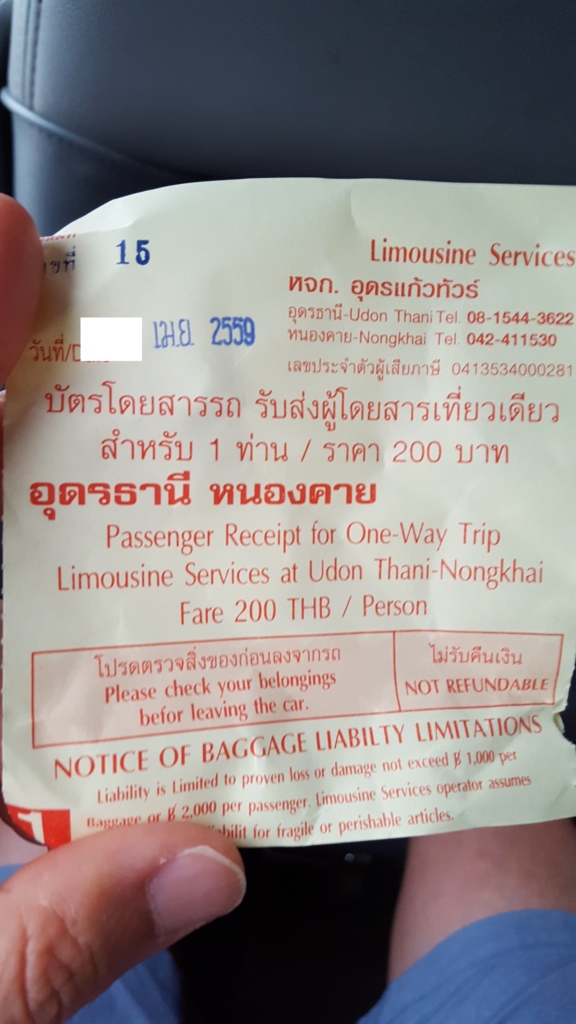 15
Limousine Services
หจก. อุดรแก้วทัวร์
อุดรธานี-Udon Thani Tel. 08-1544-3622
หนองคาย-Nongkhai Tel. 042-411530
วันที่/ เม.ย. 2559
เลขประจำตัวผู้เสียภาษี 0413534000281
บัตรโดยสารรถ รับส่งผู้โดยสารเที่ยวเดียว
สำหรับ 1 ท่าน / ราคา 200 บาท
อุดรธานี หนองคาย
Passenger Receipt for One-Way Trip
Limousine Services at Udon Thani-Nongkhai
Fare 200 THB / Person
โปรดตรวจสิ่งของก่อนลงจากรถ
Please check your belongings
befor leaving the car.
ไม่รับคืนเงิน
NOT REFUNDABLE
NOTICE OF BAGGAGE LIABILTY LIMITATIONS
Liability is Limited to proven loss or damage not exceed ฿ 1,000 per
Baggage or ฿ 2,000 per passenger. Limousine Services operator assumes
for fragile or perishable articles.
1